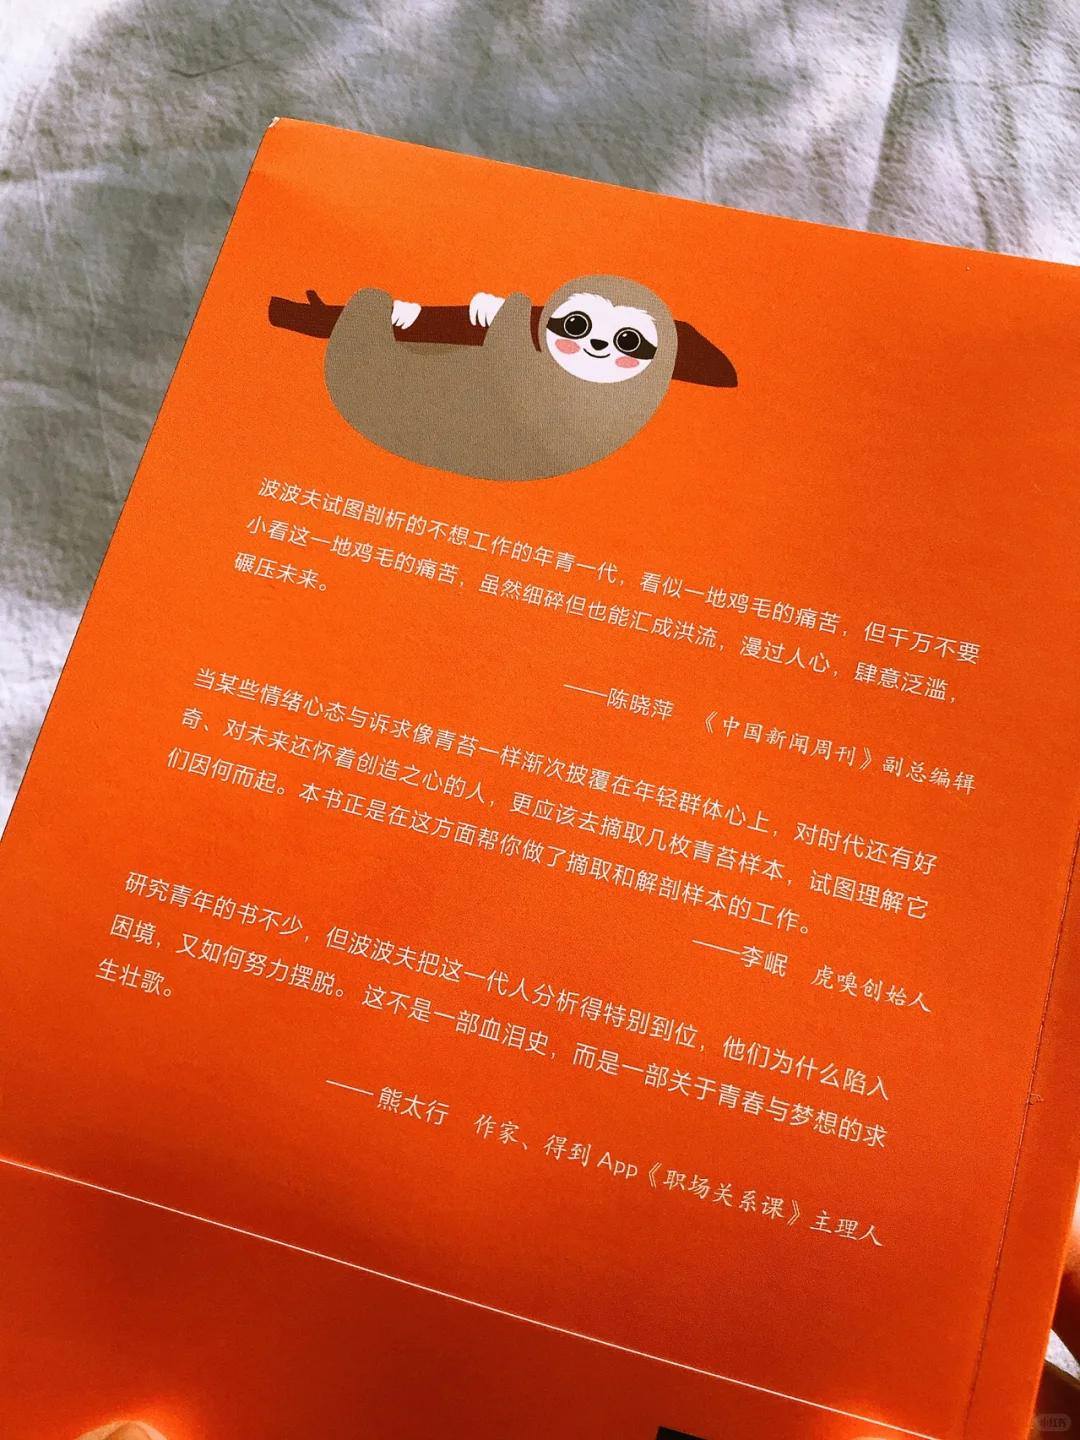 波波夫试图剖析的不想工作的年青一代，看似一地鸡毛的痛苦，但千万不要
小看这一地鸡毛的痛苦，虽然细碎但也能汇成洪流，漫过人心，肆意泛滥，
碾压未来。
——陈晓萍 《中国新闻周刊》副总编辑
当某些情绪心态与诉求像青苔一样渐次披覆在年轻群体心上，对时代还有好
奇、对未来还怀着创造之心的人，更应该去摘取几枚青苔样本，试图理解它
们因何而起。本书正是在这方面帮你做了摘取和解剖样本的工作。
——李岷 虎嗅创始人
研究青年的书不少，但波波夫把这一代人分析得特别到位，他们为什么陷入
困境，又如何努力摆脱。这不是一部血泪史，而是一部关于青春与梦想的求
生壮歌。
——熊太行 作家、得到App《职场关系课》主理人
小红书